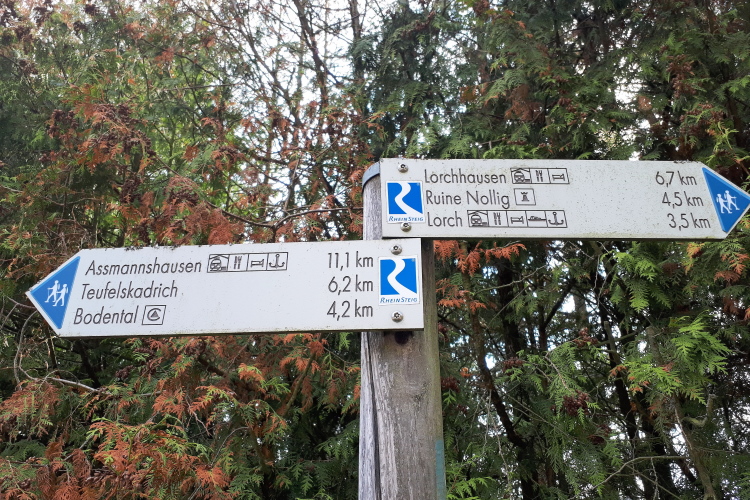 Lorchhausen 6,7 km
Ruine Nollig 4,5 km
Lorch 3,5 km
RHEINSTEIG
Assmannshausen 11,1 km
Teufelskadrich 6,2 km
Bodental 4,2 km
RHEINSTEIG